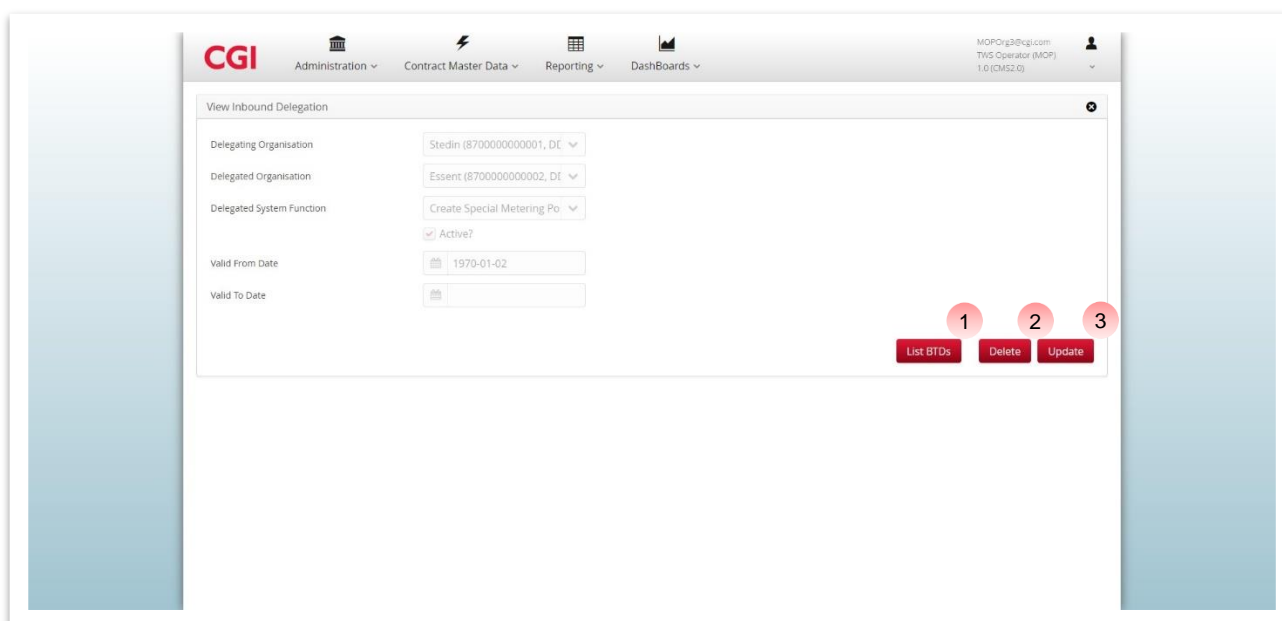 CGI
Administration
Contract Master Data
Reporting
DashBoards
MOPOrg3@cgi.com
TWS Operator (MOP)
1.0 (CMS2.0)
View Inbound Delegation
Delegating Organisation
Stedin (8700000000001, DD
Delegated Organisation
Essent (8700000000002, DD
Delegated System Function
Create Special Metering Po
Active?
Valid From Date
1970-01-02
Valid To Date
1
2
3
List BTDs
Delete
Update